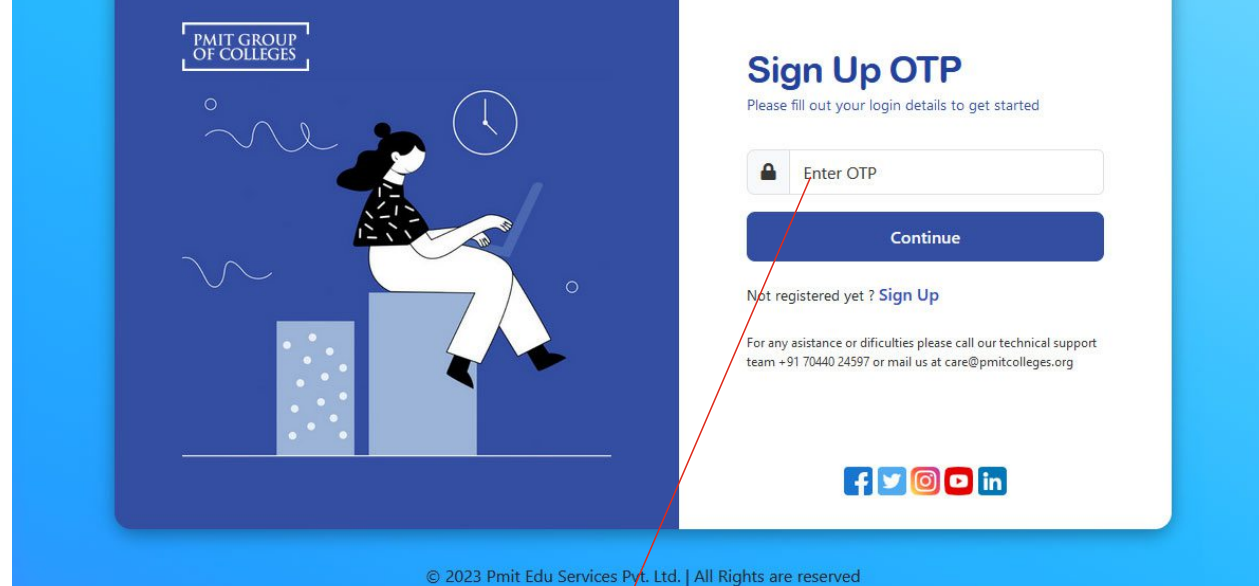 PMIT GROUP
OF COLLEGES
Sign Up OTP
Please fill out your login details to get started
Enter OTP
Continue
Not registered yet ? Sign Up
For any asistance or dificulties please call our technical support
team +91 70440 24597 or mail us at care@pmitcolleges.org
© 2023 Pmit Edu Services Pvt. Ltd. | All Rights are reserved